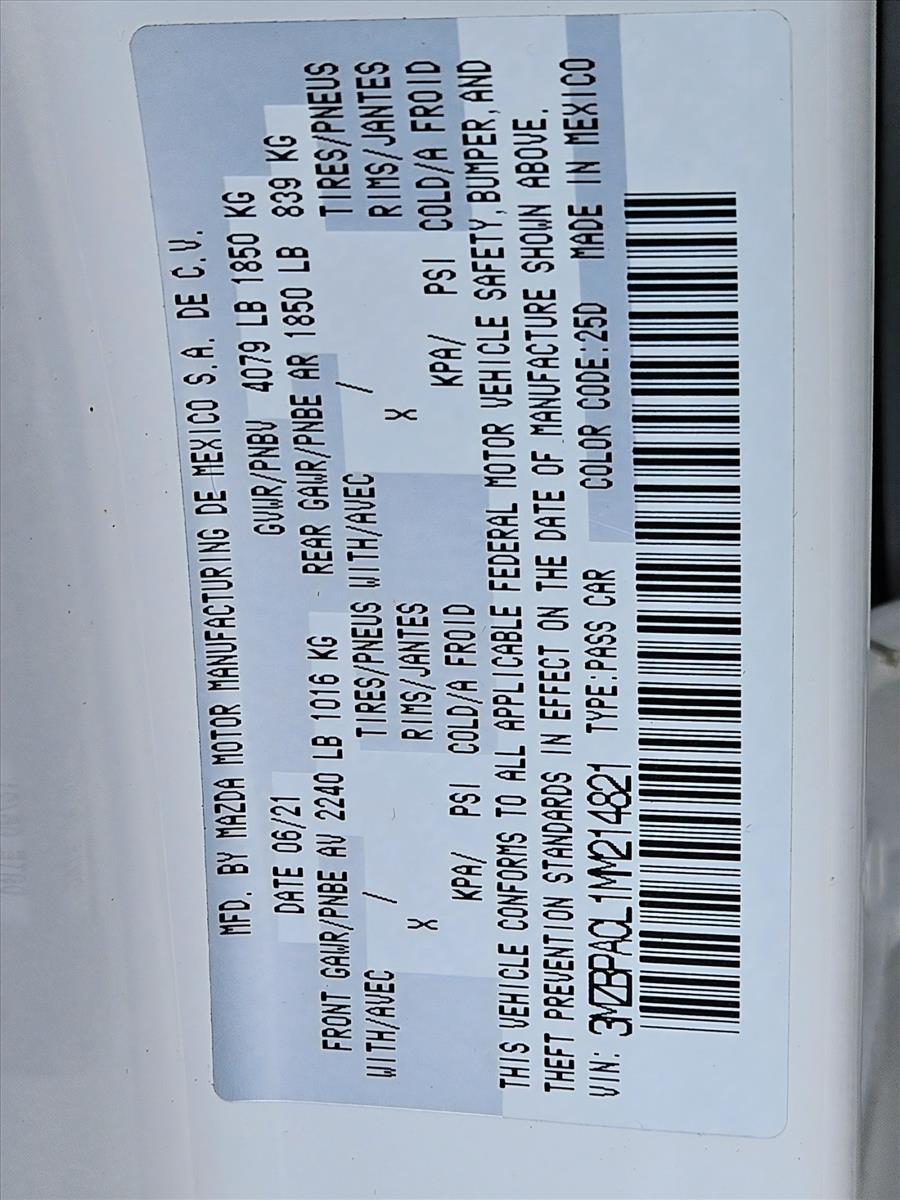 MFD. BY MAZDA MOTOR MANUFACTURING DE MEXICO S.A. DE C.V.
DATE 06/21 GVWR/PNBV 4079 LB 1850 KG
FRONT GAWR/PNBE AV 2240 LB 1016 KG REAR GAWR/PNBE AR 1850 LB 839 KG
WITH/AVEC / TIRES/PNEUS WITH/AVEC / TIRES/PNEUS
X RIMS/JANTES X RIMS/JANTES
KPA/ PSI COLD/A FROID KPA/ PSI COLD/A FROID
THIS VEHICLE CONFORMS TO ALL APPLICABLE FEDERAL MOTOR VEHICLE SAFETY, BUMPER, AND
THEFT PREVENTION STANDARDS IN EFFECT ON THE DATE OF MANUFACTURE SHOWN ABOVE.
VIN: 3MZBPACL1MM214821 TYPE:PASS CAR COLOR CODE:25D MADE IN MEXICO